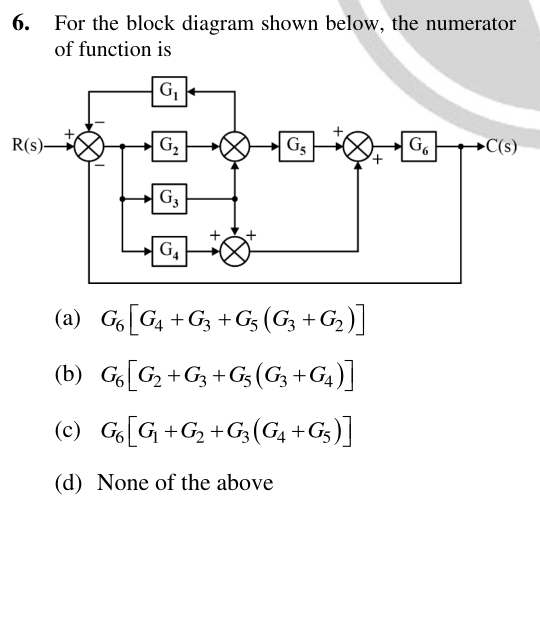 6. For the block diagram shown below, the numerator
of function is
G₁
R(s) + − − G₂ G₅ + + G₆ C(s)
G₃
G₄ + +
(a) G₆[G₄ + G₃ + G₅(G₃ + G₂)]
(b) G₆[G₂ + G₃ + G₅(G₃ + G₄)]
(c) G₆[G₁ + G₂ + G₃(G₄ + G₅)]
(d) None of the above